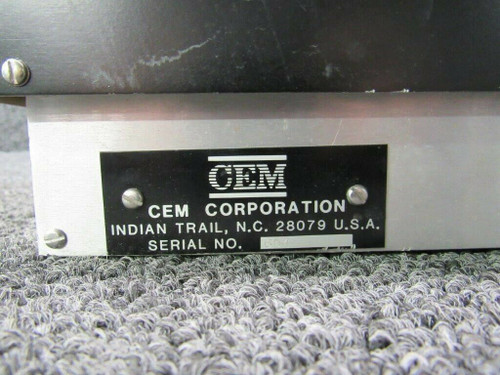 CEM
CEM CORPORATION
INDIAN TRAIL, N.C. 28079 U.S.A.
SERIAL NO.